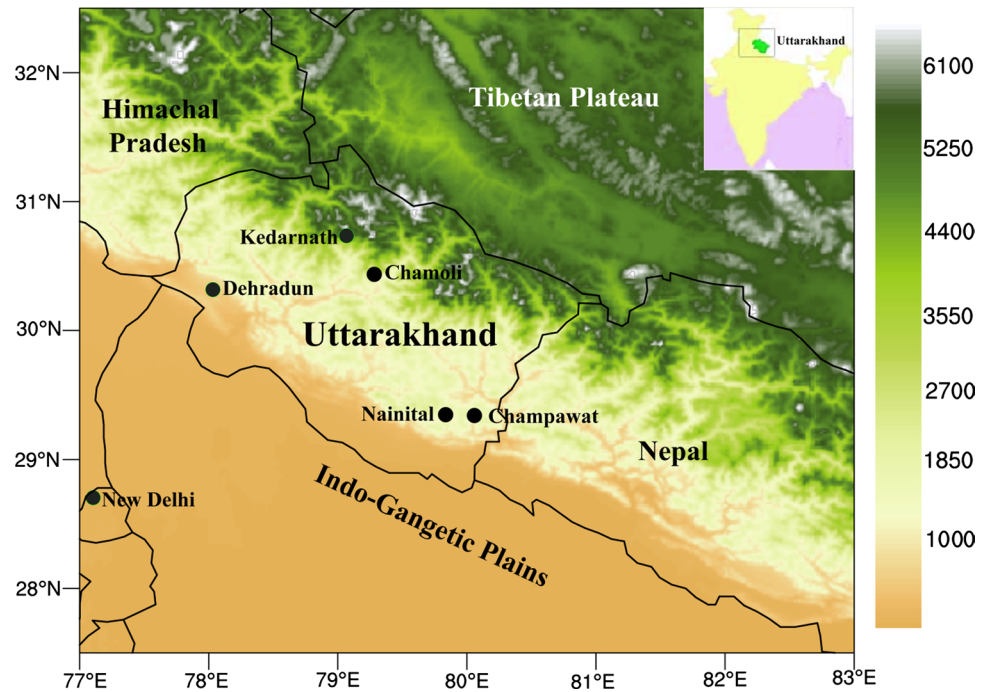 Uttarakhand
32°N
6100
Himachal
Pradesh
Tibetan Plateau
5250
31°N
Kedarnath
4400
Chamoli
Dehradun
30°N
Uttarakhand
3550
2700
Nainital
Champawat
29°N
Nepal
1850
New Delhi
Indo-Gangetic Plains
1000
28°N
77°E
78°E
79°E
80°E
81°E
82°E
83°E